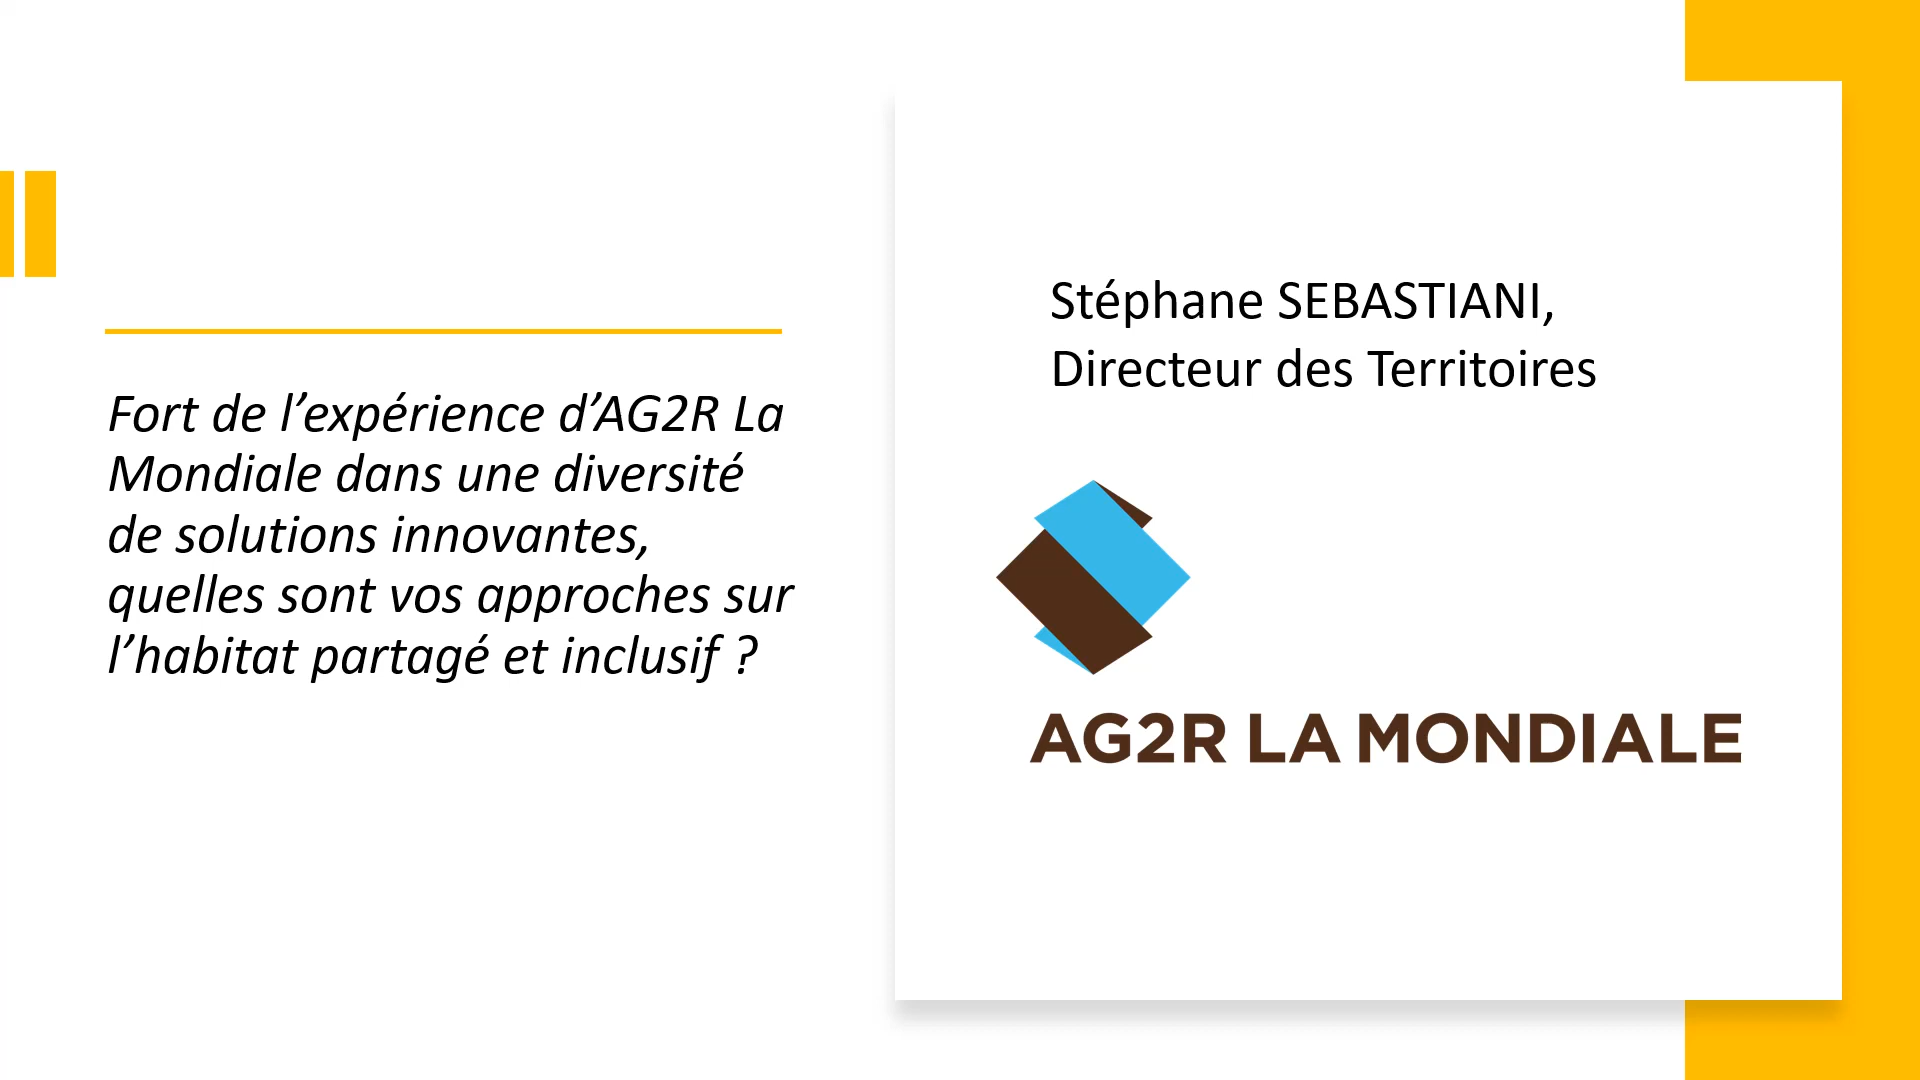 Fort de l’expérience d’AG2R La
Mondiale dans une diversité
de solutions innovantes,
quelles sont vos approches sur
l’habitat partagé et inclusif ?
Stéphane SEBASTIANI,
Directeur des Territoires
AG2R LA MONDIALE